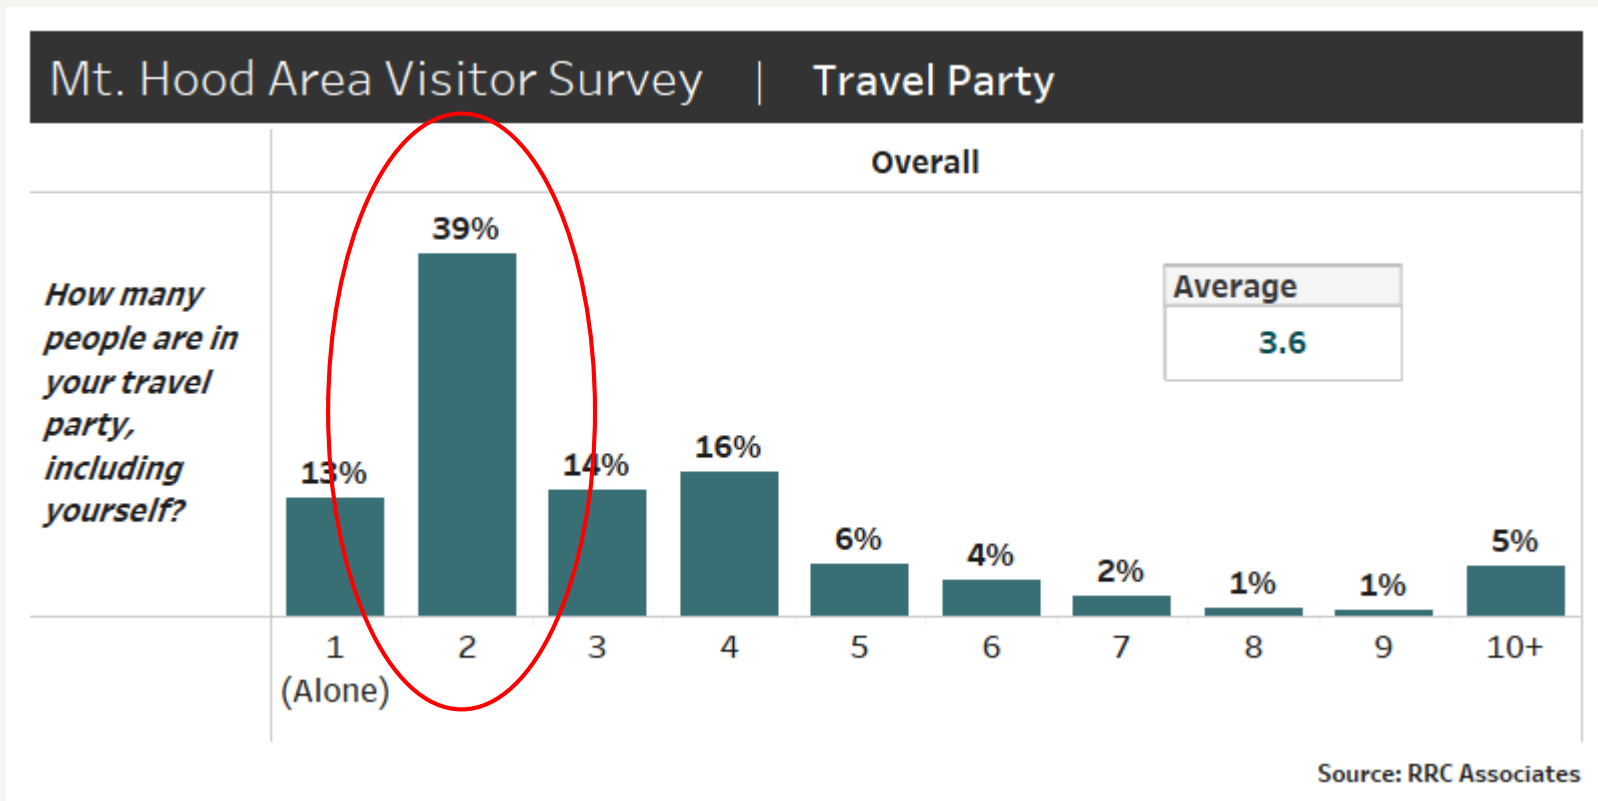 Mt. Hood Area Visitor Survey | Travel Party
Overall
How many
people are in
your travel
party,
including
yourself?
39%
13%
14%
16%
6%
4%
2%
1%
1%
5%
Average
3.6
1 2 3 4 5 6 7 8 9 10+
(Alone)
Source: RRC Associates